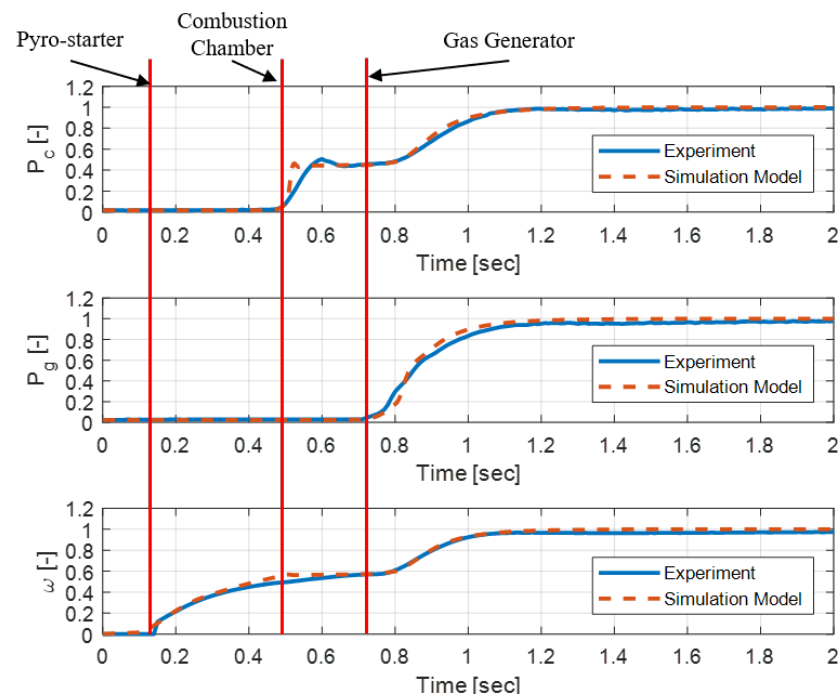 Pyro-starter
Combustion
Chamber
Gas Generator
1.2
1
0.8
0.6
0.4
0.2
0
P_c [-]
Experiment
Simulation Model
0 0.2 0.4 0.6 0.8 1 1.2 1.4 1.6 1.8 2
Time [sec]
1.2
1
0.8
0.6
0.4
0.2
0
P_g [-]
Experiment
Simulation Model
0 0.2 0.4 0.6 0.8 1 1.2 1.4 1.6 1.8 2
Time [sec]
1.2
1
0.8
0.6
0.4
0.2
0
ω [-]
Experiment
Simulation Model
0 0.2 0.4 0.6 0.8 1 1.2 1.4 1.6 1.8 2
Time [sec]